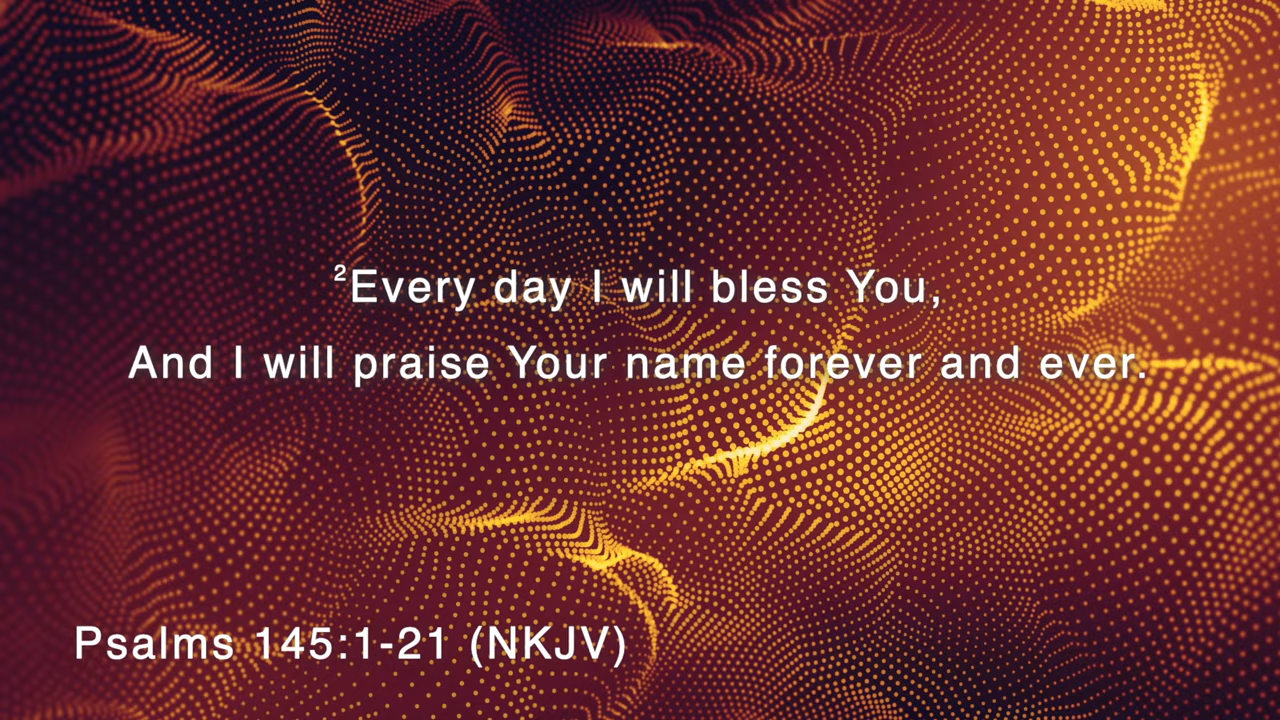 ²Every day I will bless You,
And I will praise Your name forever and ever.
Psalms 145:1-21 (NKJV)